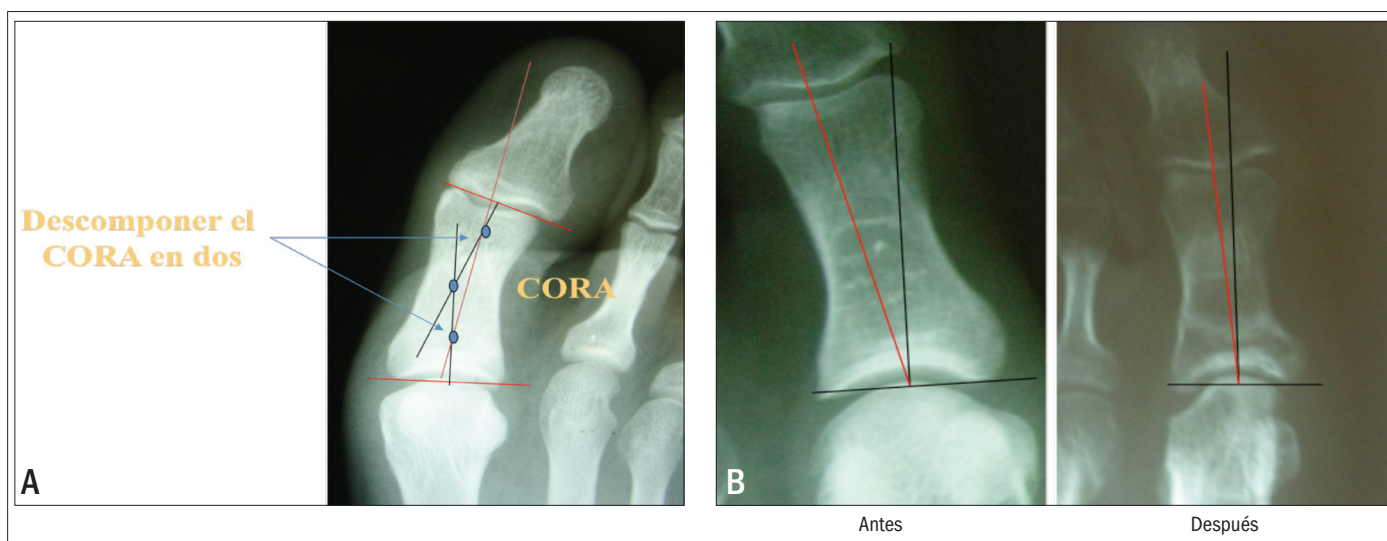 Descomponer el
CORA en dos
CORA
A
B
Antes
Después